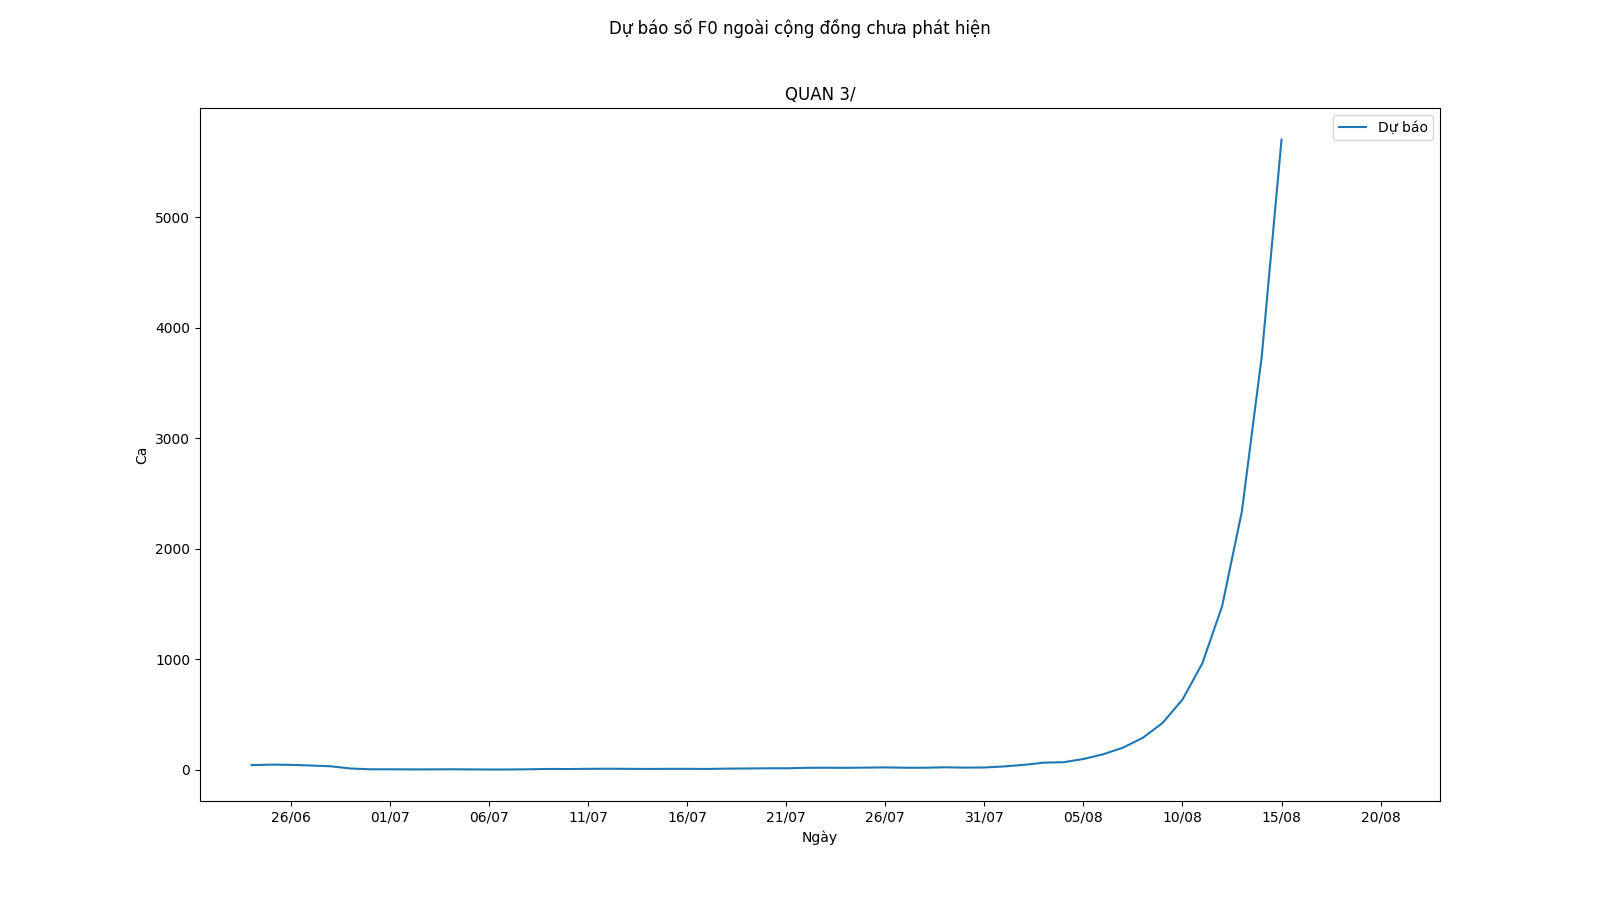 Dự báo số F0 ngoài cộng đồng chưa phát hiện
QUAN 3/
Dự báo
5000
4000
3000
2000
1000
0
Ca
26/06 01/07 06/07 11/07 16/07 21/07 26/07 31/07 05/08 10/08 15/08 20/08
Ngày